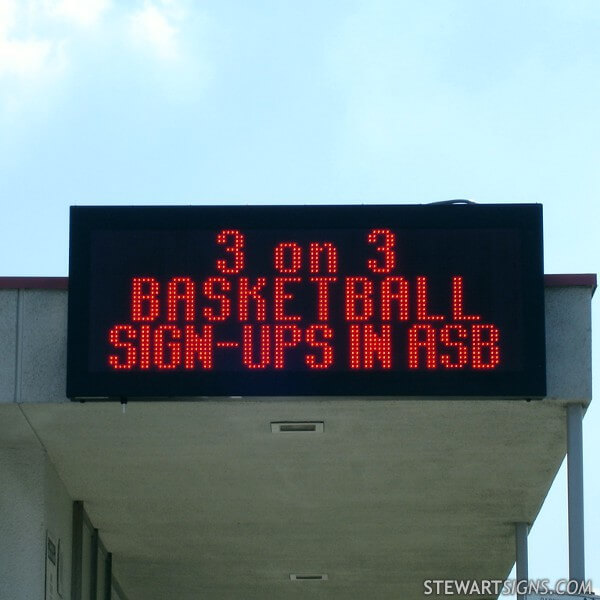 3 on 3
BASKETBALL
SIGN-UPS IN ASB
STEWARTSIGNS.COM